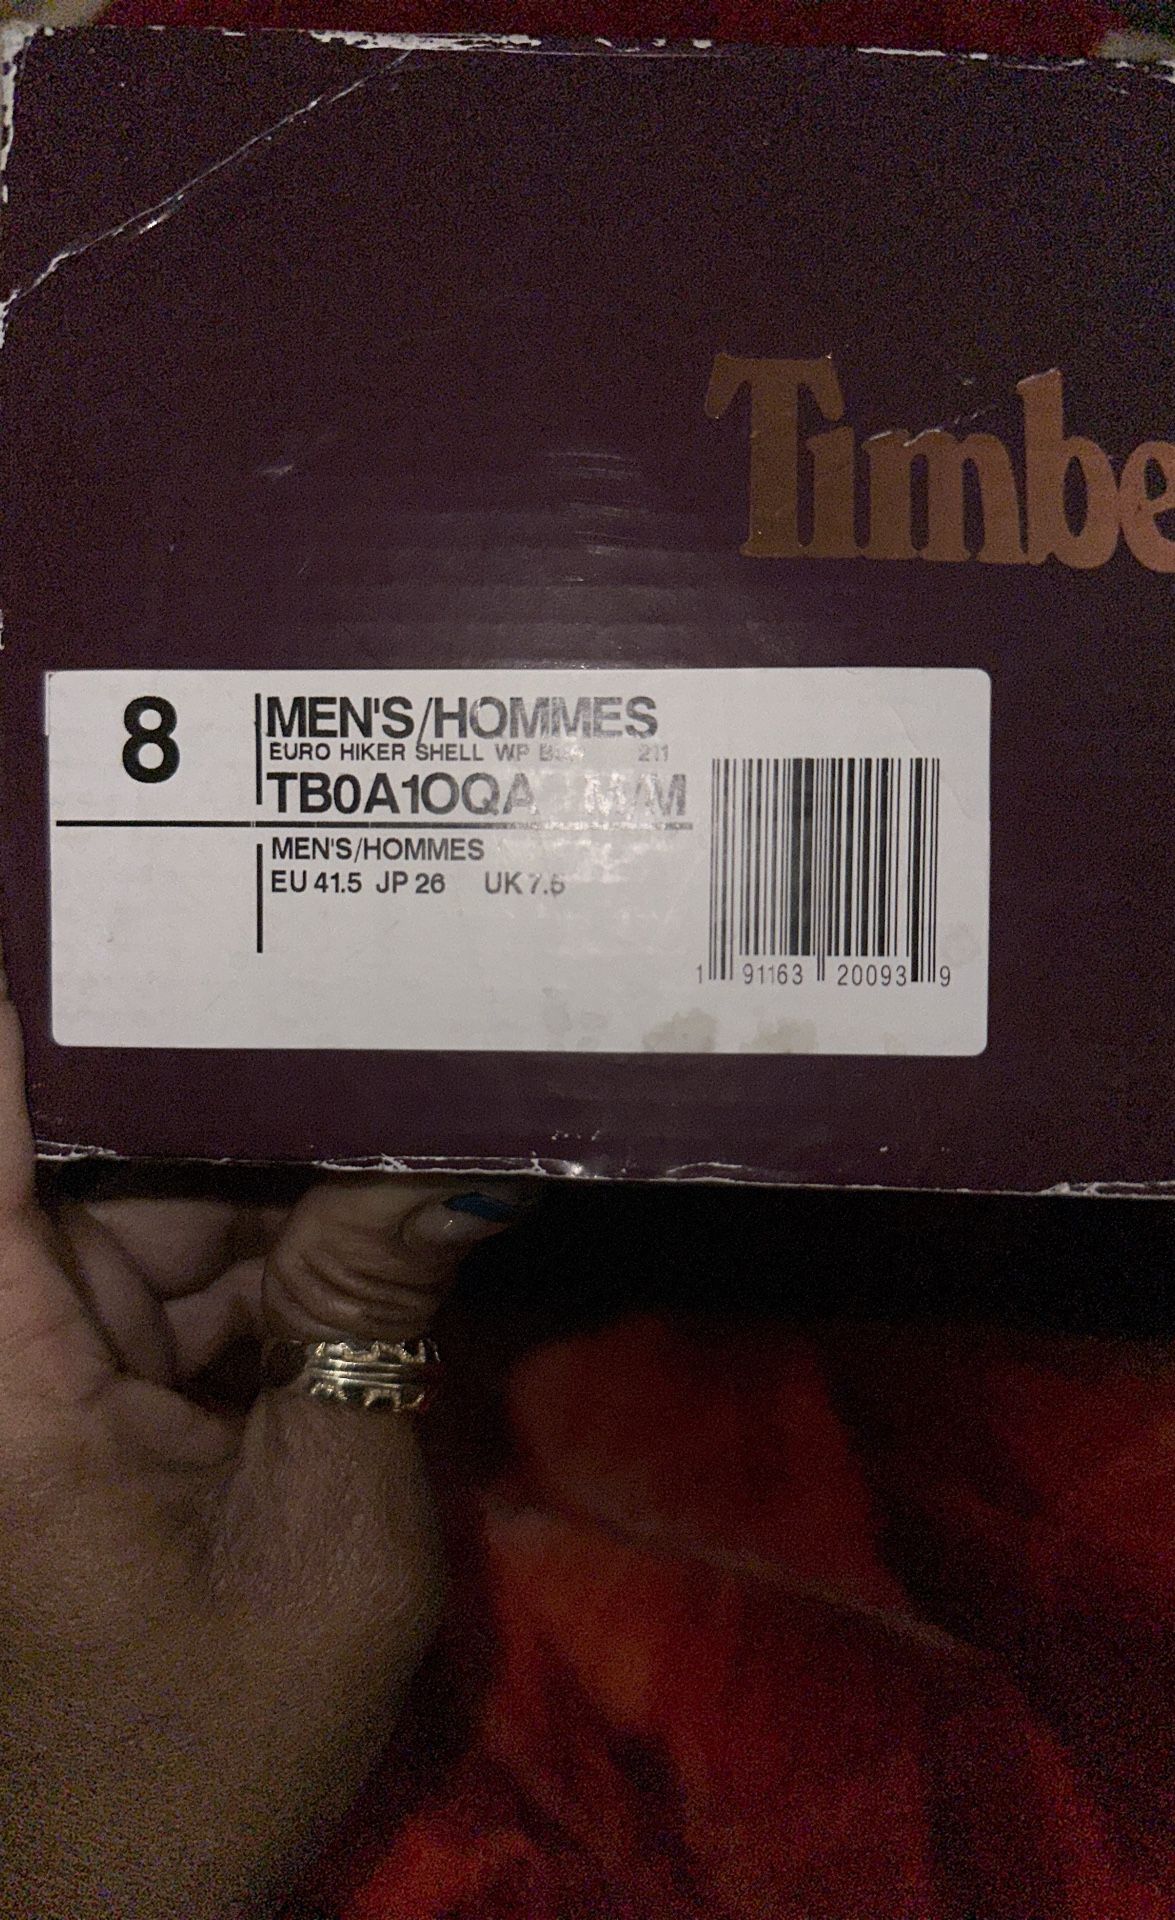 Timbe
8
MEN'S/HOMMES
EURO HIKER SHELL WP 211
TB0A1OQA M/M
MEN'S/HOMMES
EU 41.5 JP 26 UK 7.5
1 91163 20093 9